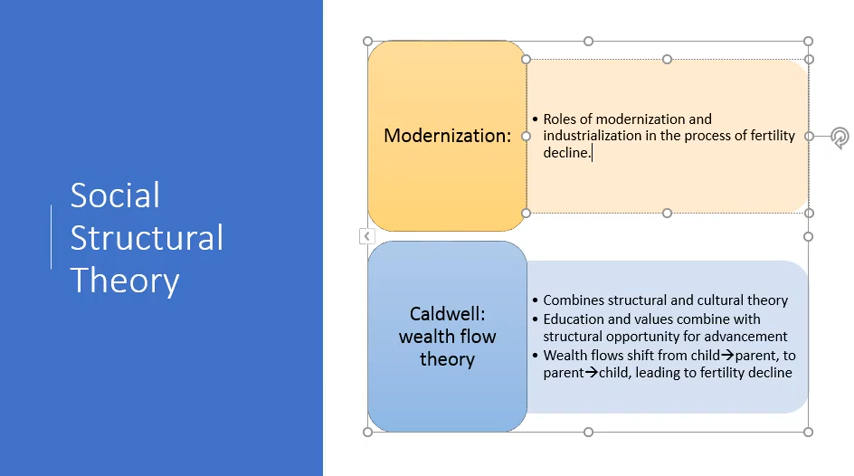 Social
Structural
Theory
Modernization:
• Roles of modernization and
industrialization in the process of fertility
decline.
Caldwell:
wealth flow
theory
• Combines structural and cultural theory
• Education and values combine with
structural opportunity for advancement
• Wealth flows shift from child→parent, to
parent→child, leading to fertility decline